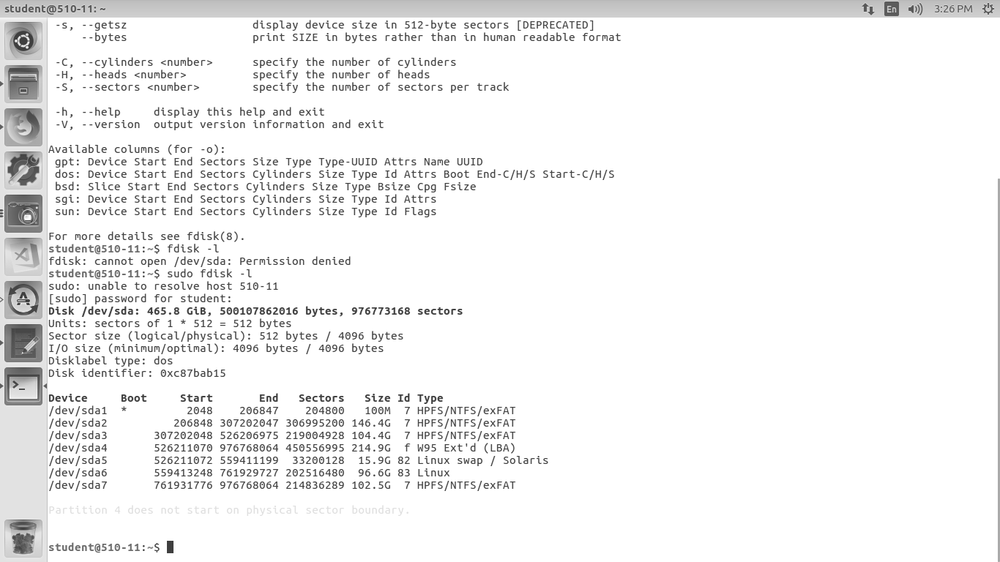 student@510-11: ~
En
3:26 PM
 -s, --getsz                   display device size in 512-byte sectors [DEPRECATED]
     --bytes                   print SIZE in bytes rather than in human readable format
 -C, --cylinders <number>      specify the number of cylinders
 -H, --heads <number>          specify the number of heads
 -S, --sectors <number>        specify the number of sectors per track
 -h, --help     display this help and exit
 -V, --version  output version information and exit
Available columns (for -o):
 gpt: Device Start End Sectors Size Type Type-UUID Attrs Name UUID
 dos: Device Start End Sectors Cylinders Size Type Id Attrs Boot End-C/H/S Start-C/H/S
 bsd: Slice Start End Sectors Cylinders Size Type Bsize Cpg Fsize
 sgi: Device Start End Sectors Cylinders Size Type Id Attrs
 sun: Device Start End Sectors Cylinders Size Type Id Flags
For more details see fdisk(8).
student@510-11:~$ fdisk -l
fdisk: cannot open /dev/sda: Permission denied
student@510-11:~$ sudo fdisk -l
sudo: unable to resolve host 510-11
[sudo] password for student:
Disk /dev/sda: 465.8 GiB, 500107862016 bytes, 976773168 sectors
Units: sectors of 1 * 512 = 512 bytes
Sector size (logical/physical): 512 bytes / 4096 bytes
I/O size (minimum/optimal): 4096 bytes / 4096 bytes
Disklabel type: dos
Disk identifier: 0xc87bab15
Device     Boot     Start       End   Sectors   Size Id Type
/dev/sda1  *         2048    206847    204800   100M  7 HPFS/NTFS/exFAT
/dev/sda2          206848 307202047 306995200 146.4G  7 HPFS/NTFS/exFAT
/dev/sda3       307202048 526206975 219004928 104.4G  7 HPFS/NTFS/exFAT
/dev/sda4       526211070 976768064 450556995 214.9G  f W95 Ext'd (LBA)
/dev/sda5       526211072 559411199  33200128  15.9G 82 Linux swap / Solaris
/dev/sda6       559413248 761929727 202516480  96.6G 83 Linux
/dev/sda7       761931776 976768064 214836289 102.5G  7 HPFS/NTFS/exFAT
Partition 4 does not start on physical sector boundary.
student@510-11:~$